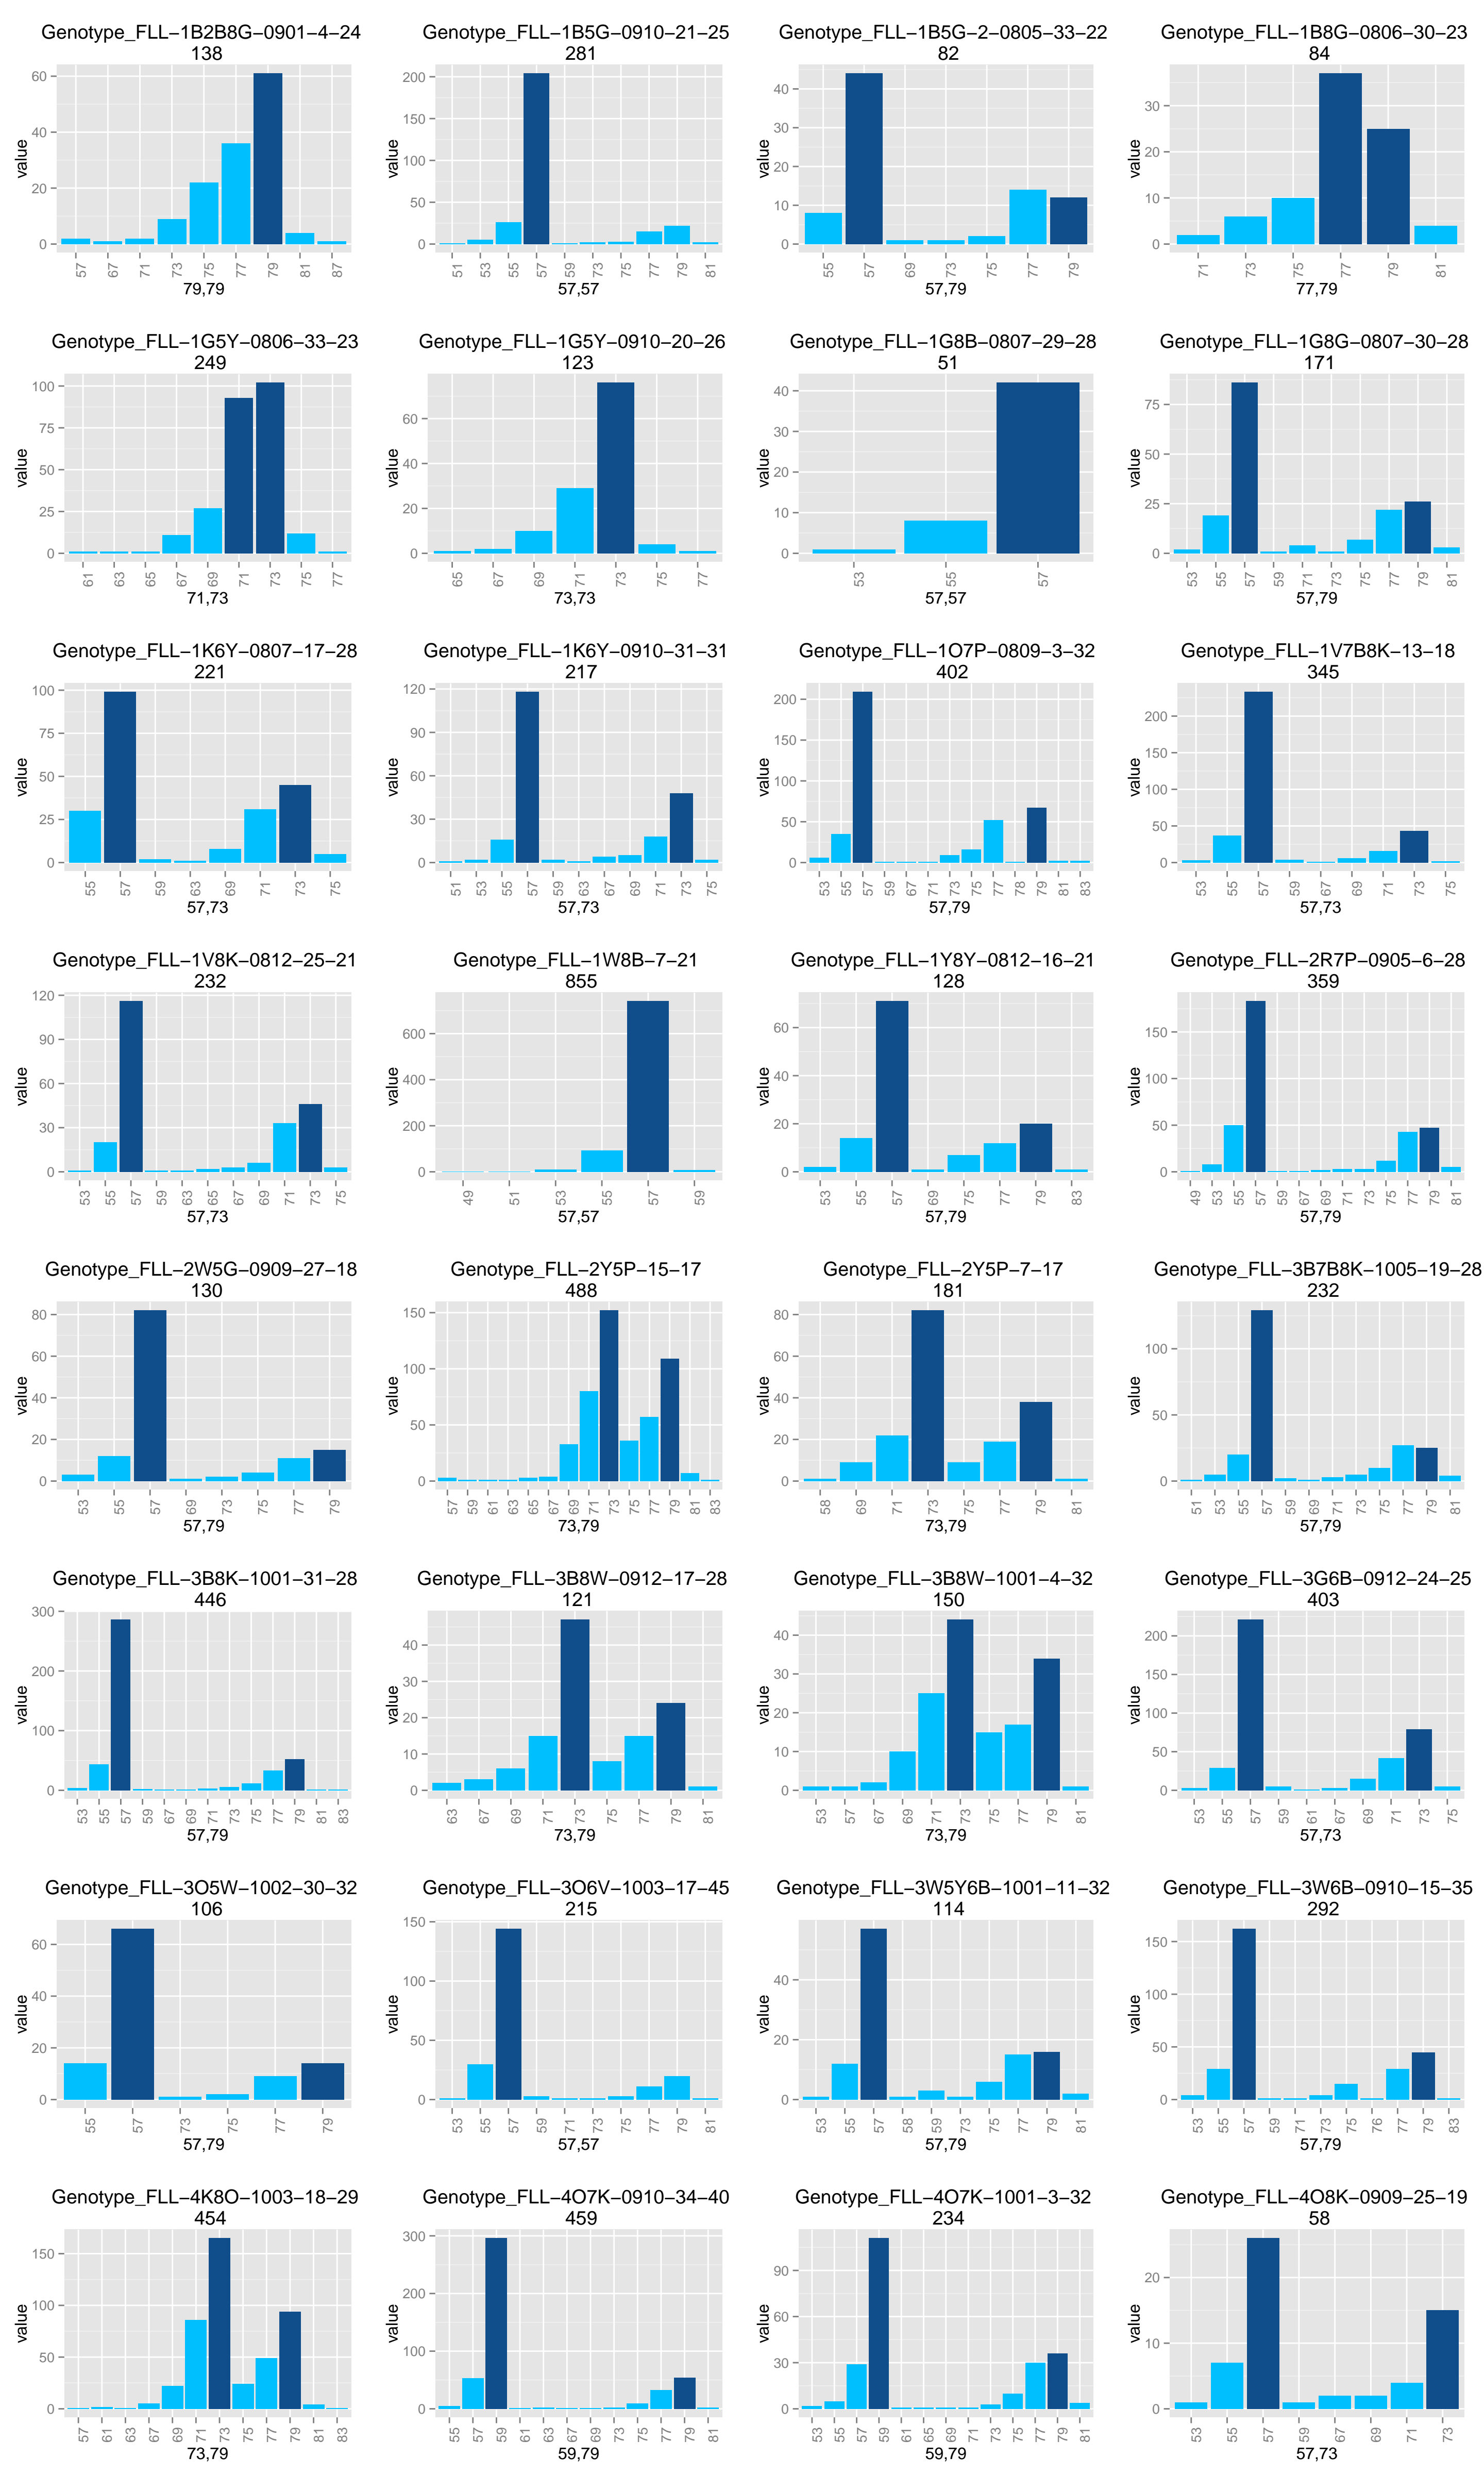 Genotype_FLL−1B2B8G−0901−4−24
138
value
60
40
20
0
57 67 71 73 75 77 79 81 87
79,79
Genotype_FLL−1B5G−0910−21−25
281
value
200
150
100
50
0
51 53 55 57 59 73 75 77 79 81
57,57
Genotype_FLL−1B5G−2−0805−33−22
82
value
40
30
20
10
0
55 57 69 73 75 77 79
57,79
Genotype_FLL−1B8G−0806−30−23
84
value
30
20
10
0
71 73 75 77 79 81
77,79
Genotype_FLL−1G5Y−0806−33−23
249
value
100
75
50
25
0
61 63 65 67 69 71 73 75 77
71,73
Genotype_FLL−1G5Y−0910−20−26
123
value
60
40
20
0
65 67 69 71 73 75 77
73,73
Genotype_FLL−1G8B−0807−29−28
51
value
40
30
20
10
0
53 55 57
57,57
Genotype_FLL−1G8G−0807−30−28
171
value
75
50
25
0
53 55 57 59 71 73 75 77 79 81
57,79
Genotype_FLL−1K6Y−0807−17−28
221
value
100
75
50
25
0
55 57 59 63 69 71 73 75
57,73
Genotype_FLL−1K6Y−0910−31−31
217
value
120
90
60
30
0
51 53 55 57 59 63 67 69 71 73 75
57,73
Genotype_FLL−1O7P−0809−3−32
402
value
200
150
100
50
0
53 55 57 59 67 71 73 75 77 78 79 81 83
57,79
Genotype_FLL−1V7B8K−13−18
345
value
200
150
100
50
0
53 55 57 59 67 69 71 73 75
57,73
Genotype_FLL−1V8K−0812−25−21
232
value
120
90
60
30
0
53 55 57 59 63 65 67 69 71 73 75
57,73
Genotype_FLL−1W8B−7−21
855
value
600
400
200
0
49 51 53 55 57 59
57,57
Genotype_FLL−1Y8Y−0812−16−21
128
value
60
40
20
0
53 55 57 69 75 77 79 83
57,79
Genotype_FLL−2R7P−0905−6−28
359
value
150
100
50
0
49 53 55 57 59 67 69 71 73 75 77 79 81
57,79
Genotype_FLL−2W5G−0909−27−18
130
value
80
60
40
20
0
53 55 57 69 73 75 77 79
57,79
Genotype_FLL−2Y5P−15−17
488
value
150
100
50
0
57 59 61 63 65 67 69 71 73 75 77 79 81 83
73,79
Genotype_FLL−2Y5P−7−17
181
value
80
60
40
20
0
58 69 71 73 75 77 79 81
73,79
Genotype_FLL−3B7B8K−1005−19−28
232
value
100
50
0
51 53 55 57 59 69 71 73 75 77 79 81
57,79
Genotype_FLL−3B8K−1001−31−28
446
value
300
200
100
0
53 55 57 59 67 69 71 73 75 77 79 81 83
57,79
Genotype_FLL−3B8W−0912−17−28
121
value
40
30
20
10
0
63 67 69 71 73 75 77 79 81
73,79
Genotype_FLL−3B8W−1001−4−32
150
value
40
30
20
10
0
53 57 67 69 71 73 75 77 79 81
73,79
Genotype_FLL−3G6B−0912−24−25
403
value
200
150
100
50
0
53 55 57 59 61 67 69 71 73 75
57,73
Genotype_FLL−3O5W−1002−30−32
106
value
60
40
20
0
55 57 73 75 77 79
57,79
Genotype_FLL−3O6V−1003−17−45
215
value
150
100
50
0
53 55 57 59 71 73 75 77 79 81
57,57
Genotype_FLL−3W5Y6B−1001−11−32
114
value
40
20
0
53 55 57 58 59 73 75 77 79 81
57,79
Genotype_FLL−3W6B−0910−15−35
292
value
150
100
50
0
53 55 57 59 71 73 75 76 77 79 83
57,79
Genotype_FLL−4K8O−1003−18−29
454
value
150
100
50
0
57 61 63 67 69 71 73 75 77 79 81 83
73,79
Genotype_FLL−4O7K−0910−34−40
459
value
300
200
100
0
55 57 59 61 63 67 69 73 75 77 79 81
59,79
Genotype_FLL−4O7K−1001−3−32
234
value
90
60
30
0
53 55 57 59 61 65 69 71 73 75 77 79 81
59,79
Genotype_FLL−4O8K−0909−25−19
58
value
20
10
0
53 55 57 59 67 69 71 73
57,73